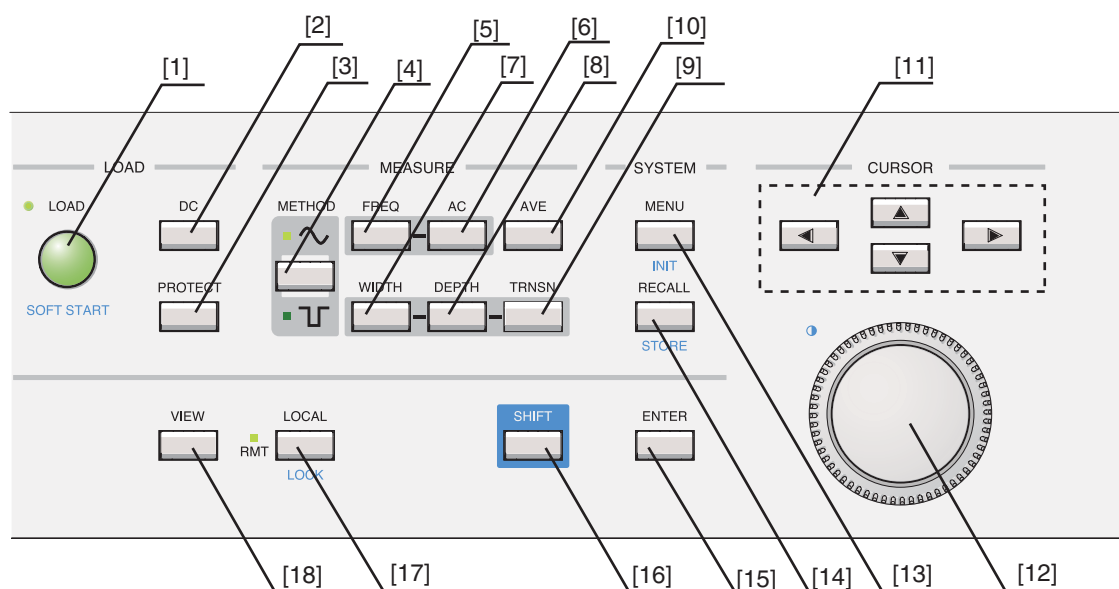 [1]
[2]
[3]
[4]
[5]
[6]
[7]
[8]
[9]
[10]
[11]
LOAD
MEASURE
SYSTEM
CURSOR
LOAD
DC
METHOD
FREQ
AC
AVE
MENU
SOFT START
PROTECT
WIDTH
DEPTH
TRNSN
INIT
RECALL
STORE
VIEW
RMT
LOCAL
LOCK
SHIFT
ENTER
[18]
[17]
[16]
[15]
[14]
[13]
[12]